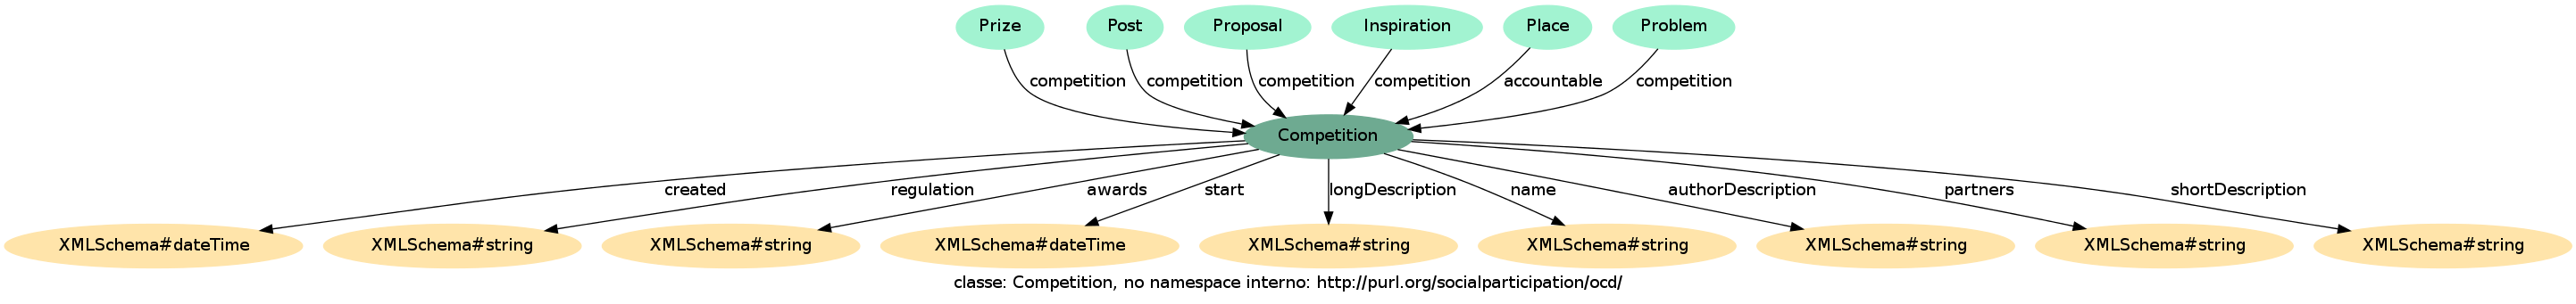 Prize Post Proposal Inspiration Place Problem
competition competition competition competition accountable competition
Competition
created regulation awards start longDescription name authorDescription partners shortDescription
XMLSchema#dateTime XMLSchema#string XMLSchema#string XMLSchema#dateTime XMLSchema#string XMLSchema#string XMLSchema#string XMLSchema#string XMLSchema#string
classe: Competition, no namespace interno: http://purl.org/socialparticipation/ocd/